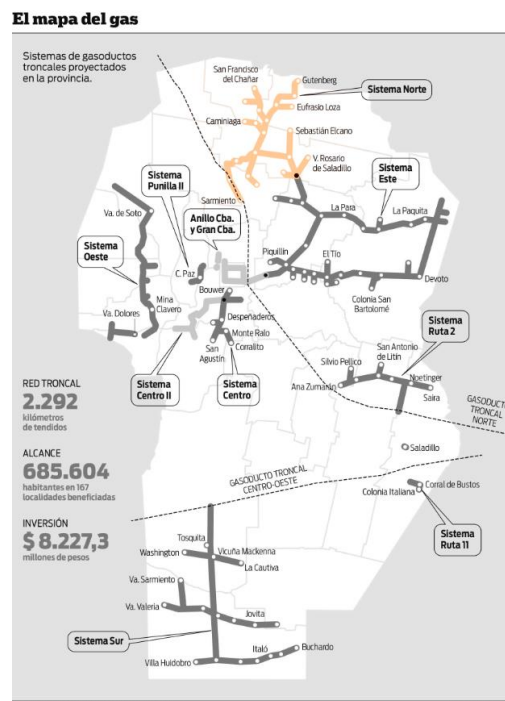 El mapa del gas
Sistemas de gasoductos
troncales proyectados
en la provincia.
San Francisco
del Chañar
Gutenberg
Sistema Norte
Eufrasio Loza
Caminiaga
Sebastián Elcano
V. Rosario
de Saladillo
Sistema
Este
Sistema
Punilla II
Sarmiento
La Para
La Paquita
Va. de Soto
Anillo Cba.
y Gran Cba.
Sistema
Oeste
Piquillín
El Tío
C. Paz
Devoto
Bouwer
Colonia San
Bartolomé
Mina
Clavero
Va. Dolores
Despeñaderos
Monte Ralo
Corralito
San
Agustín
Sistema
Ruta 2
San Antonio
de Litín
Silvio Pellico
Noetinger
Ana Zumarán
Saira
Sistema
Centro II
Sistema
Centro
GASODUCTO
TRONCAL
NORTE
RED TRONCAL
2.292
kilómetros
de tendidos
ALCANCE
685.604
habitantes en 167
localidades beneficiadas
INVERSIÓN
$ 8.227,3
millones de pesos
Saladillo
GASODUCTO TRONCAL
CENTRO-OESTE
Corral de Bustos
Colonia Italiana
Sistema
Ruta 11
Tosquita
Washington
Vicuña Mackenna
La Cautiva
Va. Sarmiento
Va. Valeria
Jovita
Sistema Sur
Italó
Buchardo
Villa Huidobro